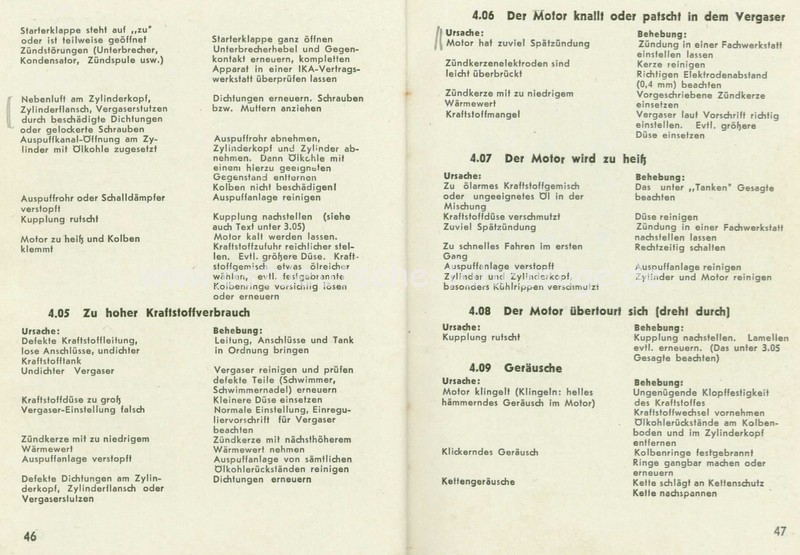 Starterklappe steht auf „zu"
oder ist teilweise geöffnet
Zündstörungen (Unterbrecher,
Kondensator, Zündspule usw.)
Starterklappe ganz öffnen
Unterbrecherhebel und Gegen-
kontakt erneuern, kompletten
Apparat in einer IKA-Vertrags-
werkstatt überprüfen lassen
Nebenluft am Zylinderkopf,
Zylinderflansch, Vergaserstutzen
durch beschädigte Dichtungen
oder gelockerte Schrauben
Dichtungen erneuern. Schrauben
bzw. Muttern anziehen
Auspuffkanal-Öffnung am Zy-
linder mit Ölkohle zugesetzt
Auspuffrohr abnehmen,
Zylinderkopf und Zylinder ab-
nehmen. Dann Ölkohle mit
einem hierzu geeigneten
Gegenstand entfernen
Kolben nicht beschädigen!
Auspuffrohr oder Schalldämpfer
verstopft
Auspuffanlage reinigen
Kupplung rutscht
Kupplung nachstellen (siehe
auch Text unter 3.05)
Motor zu heiß und Kolben
klemmt
Motor kalt werden lassen.
Kraftstoffzufuhr reichlicher stel-
len. Evtl. größere Düse. Kraft-
stoffgemisch etwas ölreicher
wählen, evtl. festgebrannte
Kolbenringe vorsichtig lösen
oder erneuern
4.05 Zu hoher Kraftstoffverbrauch
Ursache:
Behebung:
Defekte Kraftstoffleitung,
lose Anschlüsse, undichter
Kraftstofftank
Leitung, Anschlüsse und Tank
in Ordnung bringen
Undichter Vergaser
Vergaser reinigen und prüfen
defekte Teile (Schwimmer,
Schwimmernadel) erneuern
Kraftstoffdüse zu groß
Kleinere Düse einsetzen
Vergaser-Einstellung falsch
Normale Einstellung, Einregu-
liervorschrift für Vergaser
beachten
Zündkerze mit zu niedrigem
Wärmewert
Zündkerze mit nächsthöherem
Wärmewert nehmen
Auspuffanlage verstopft
Auspuffanlage von sämtlichen
Ölkohlerückständen reinigen
Defekte Dichtungen am Zylin-
derkopf, Zylinderflansch oder
Vergaserstutzen
Dichtungen erneuern
46
4.06 Der Motor knallt oder patscht in dem Vergaser
Ursache:
Behebung:
Motor hat zuviel Spätzündung
Zündung in einer Fachwerkstatt
einstellen lassen
Zündkerzenelektroden sind
leicht überbrückt
Kerze reinigen
Richtigen Elektrodenabstand
(0,4 mm) beachten
Zündkerze mit zu niedrigem
Wärmewert
Vorgeschriebene Zündkerze
einsetzen
Kraftstoffmangel
Vergaser laut Vorschrift richtig
einstellen. Evtl. größere
Düse einsetzen
4.07 Der Motor wird zu heiß
Ursache:
Behebung:
Zu ölarmes Kraftstoffgemisch
oder ungeeignetes Öl in der
Mischung
Das unter „Tanken" Gesagte
beachten
Kraftstoffdüse verschmutzt
Düse reinigen
Zuviel Spätzündung
Zündung in einer Fachwerkstatt
nachstellen lassen
Zu schnelles Fahren im ersten
Gang
Rechtzeitig schalten
Auspuffanlage verstopft
Auspuffanlage reinigen
Zylinder und Zylinderkopf,
besonders Kühlrippen verschmutzt
Zylinder und Motor reinigen
4.08 Der Motor übertourt sich (dreht durch)
Ursache:
Behebung:
Kupplung rutscht
Kupplung nachstellen. Lamellen
evtl. erneuern. (Das unter 3.05
Gesagte beachten)
4.09 Geräusche
Ursache:
Behebung:
Motor klingelt (Klingeln: helles
hämmerndes Geräusch im Motor)
Ungenügende Klopffestigkeit
des Kraftstoffes
Kraftstoffwechsel vornehmen
Ölkohlerückstände am Kolben-
boden und im Zylinderkopf
entfernen
Klickerndes Geräusch
Kolbenringe festgebrannt
Ringe gangbar machen oder
erneuern
Kettengeräusche
Kette schlägt an Kettenschutz
Kette nachspannen
47